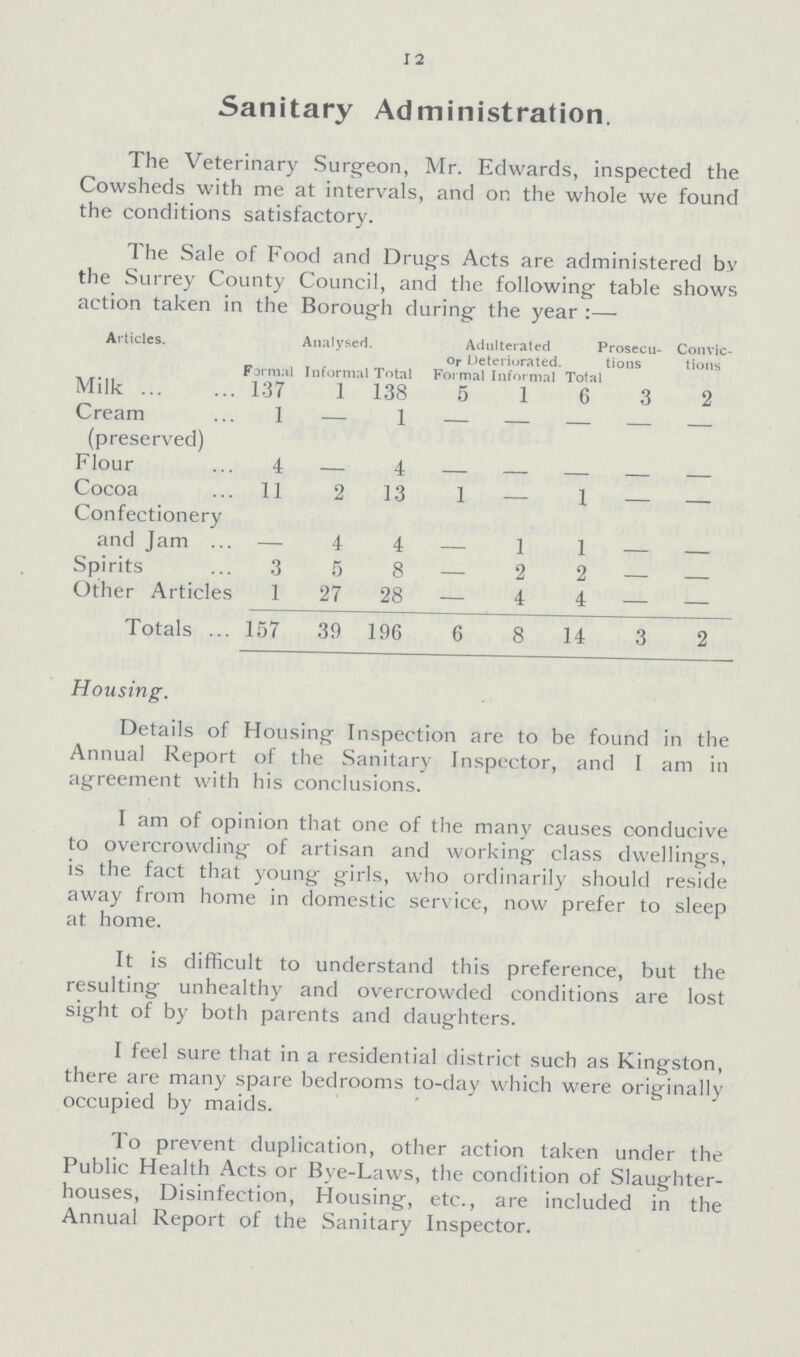 12
Sanitary Administration.
The Veterinary Surgeon, Mr. Edwards, inspected the
Cowsheds with me at intervals, and on the whole we found
the conditions satisfactory.
The Sale of Food and Drugs Acts are administered by
the Surrey County Council, and the following table shows
action taken in the Borough during the year :—
Articles. Analysed. Adulterated or Deteriorated. Prosecu- tions Convic- tions
Formal Informal Total Formal Informal Total
Milk ... ... 137 1 138 5 1 6 3 2
Cream ... 1 — 1 — — — — —
(preserved)
Flour ... 4 — 4 — — — — —
Cocoa ... 11 2 13 1 — 1 — —
Confectionery
and Jam ... — 4 4 — 1 1 — —
Spirits ... 3 5 8 — 2 2 — —
Other Articles 1 27 28 — 4 4 — —
Totals ... 157 39 196 6 8 14 3 2
Housing.
Details of Housing Inspection are to be found in the
Annual Report of the Sanitary Inspector, and I am in
agreement with his conclusions.
I am of opinion that one of the many causes conducive
to overcrowding of artisan and working class dwellings,
is the fact that young girls, who ordinarily should reside
away from home in domestic service, now prefer to sleep
at home.
It is difficult to understand this preference, but the
resulting unhealthy and overcrowded conditions are lost
sight of by both parents and daughters.
I feel sure that in a residential district such as Kingston,
there are many spare bedrooms to-day which were originally
occupied by maids.
To prevent duplication, other action taken under the
Public Health Acts or Bye-Laws, the condition of Slaughter-
houses, Disinfection, Housing, etc., are included in the
Annual Report of the Sanitary Inspector.